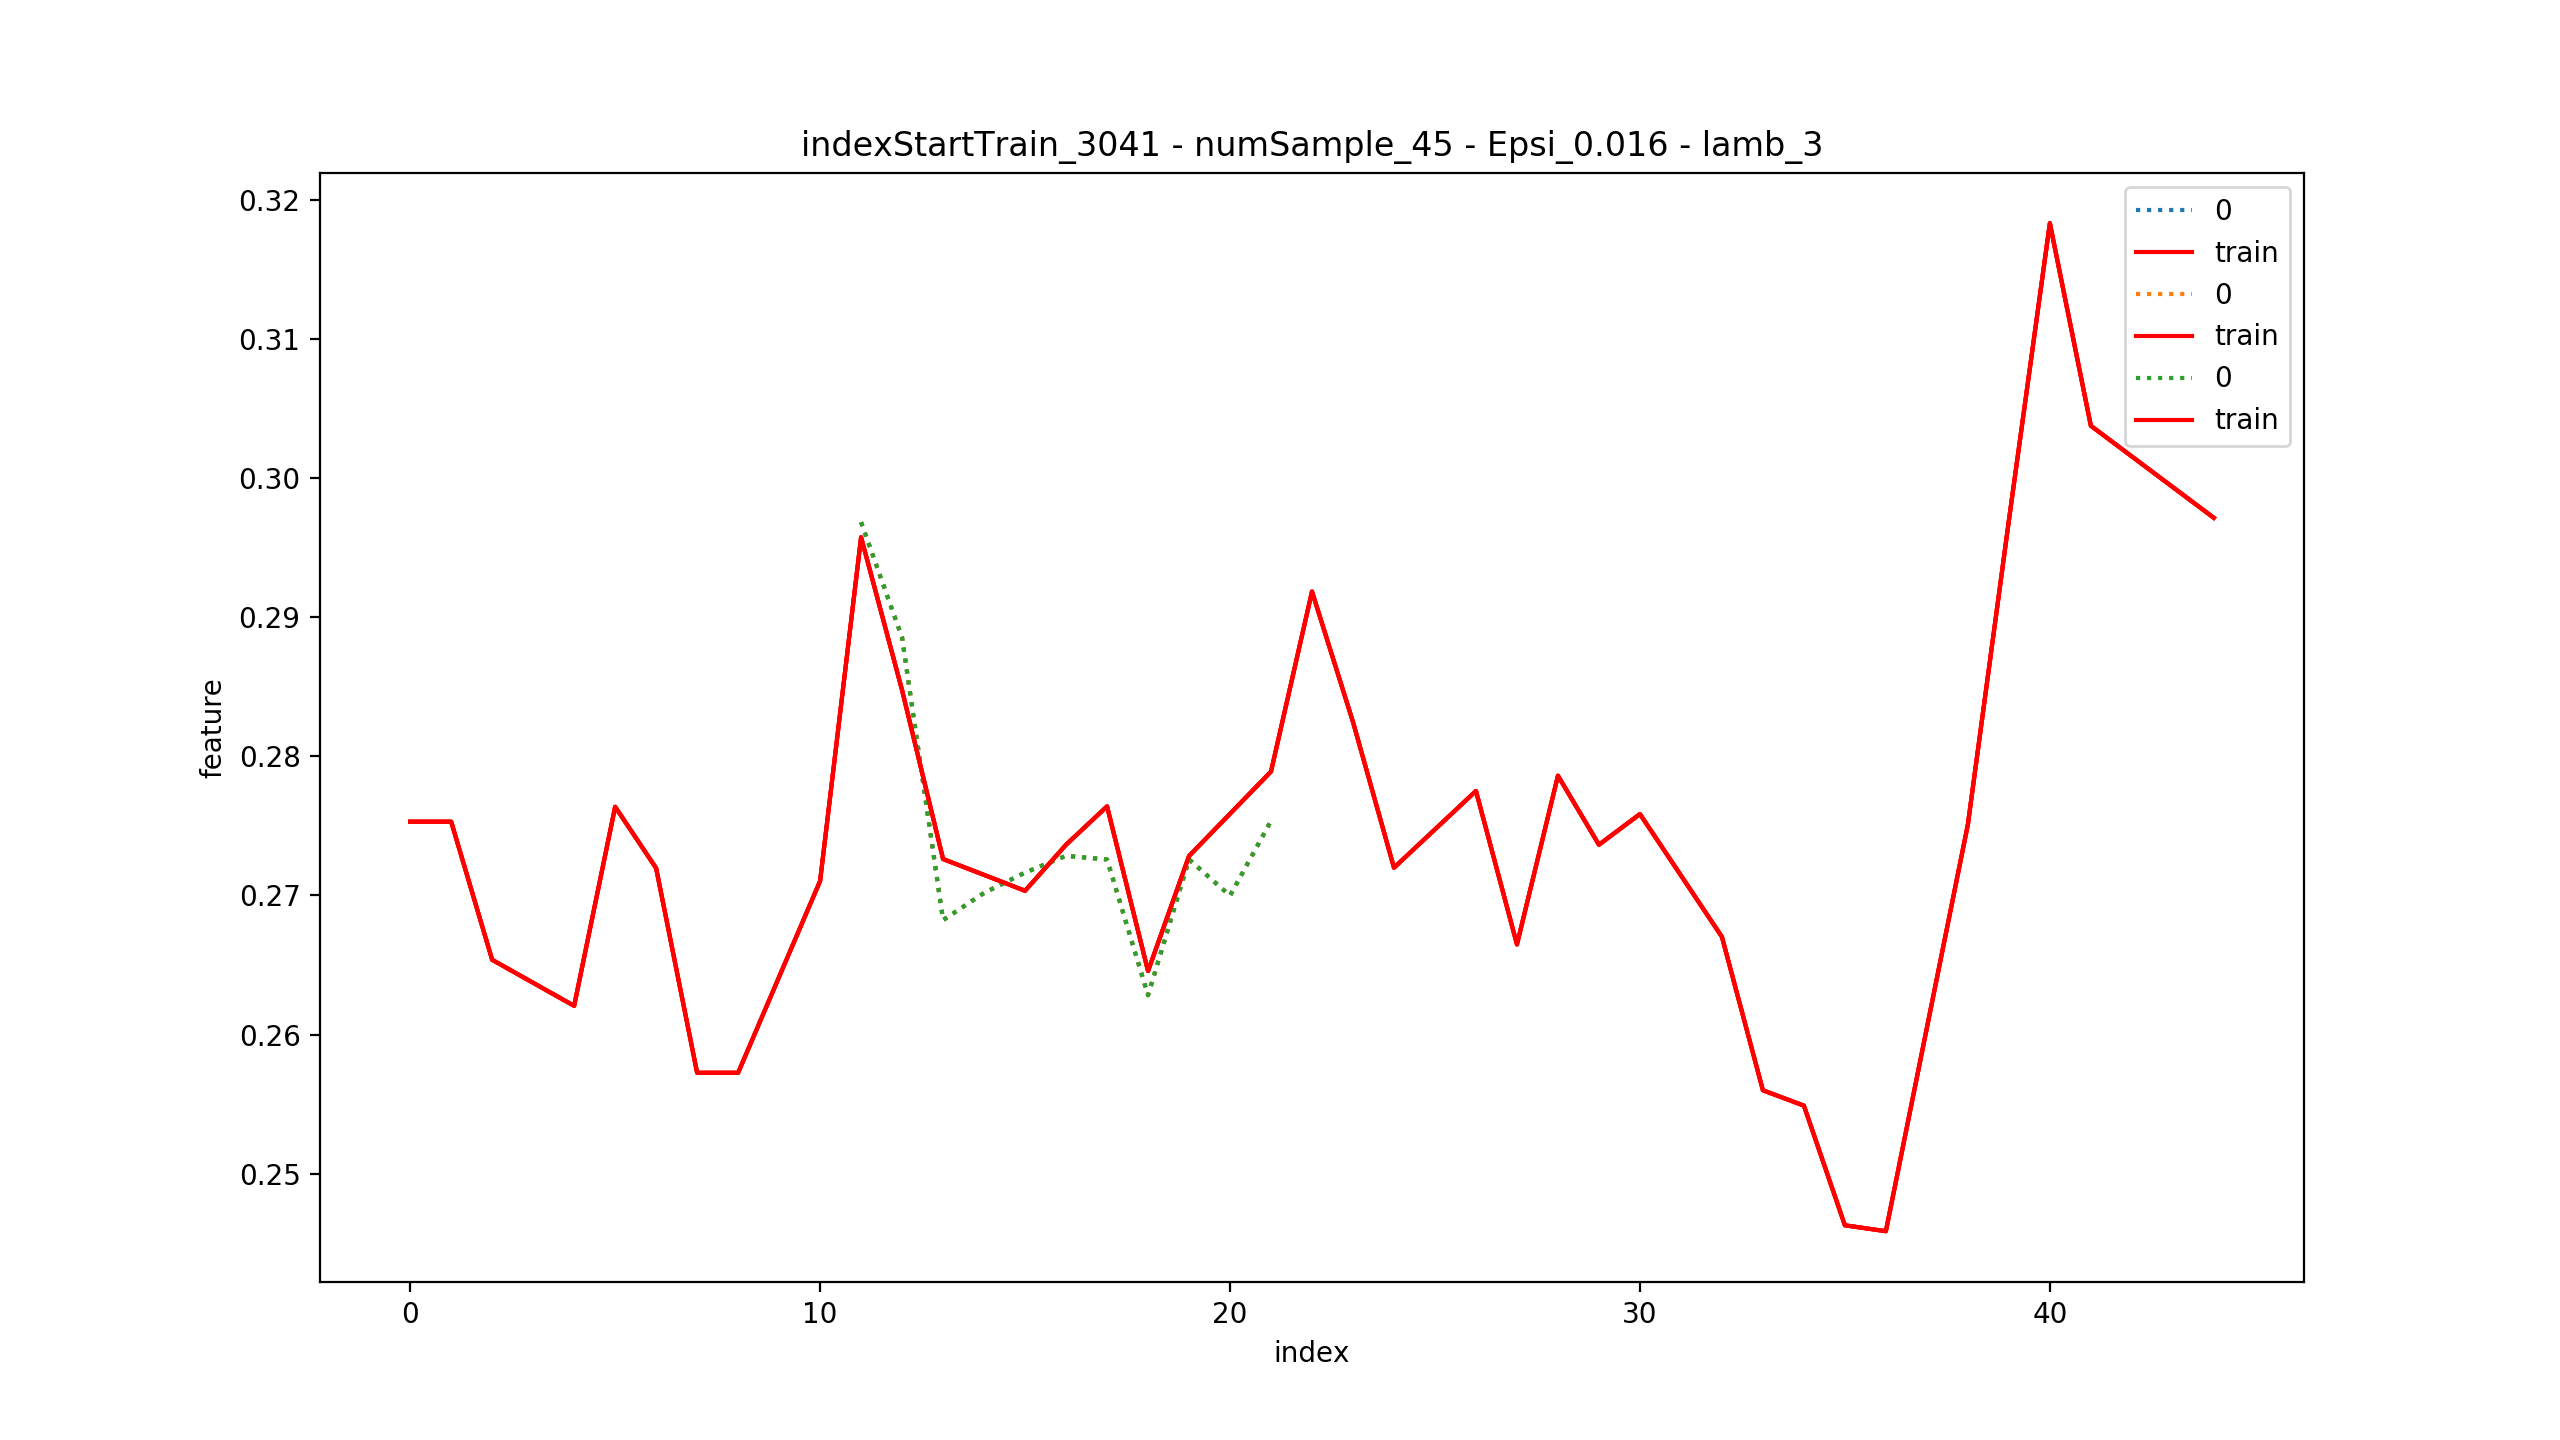 indexStartTrain_3041 - numSample_45 - Epsi_0.016 - lamb_3
0.32
0.31
0.30
0.29
0.28
0.27
0.26
0.25
feature
0
train
0
train
0
train
0 10 20 30 40
index